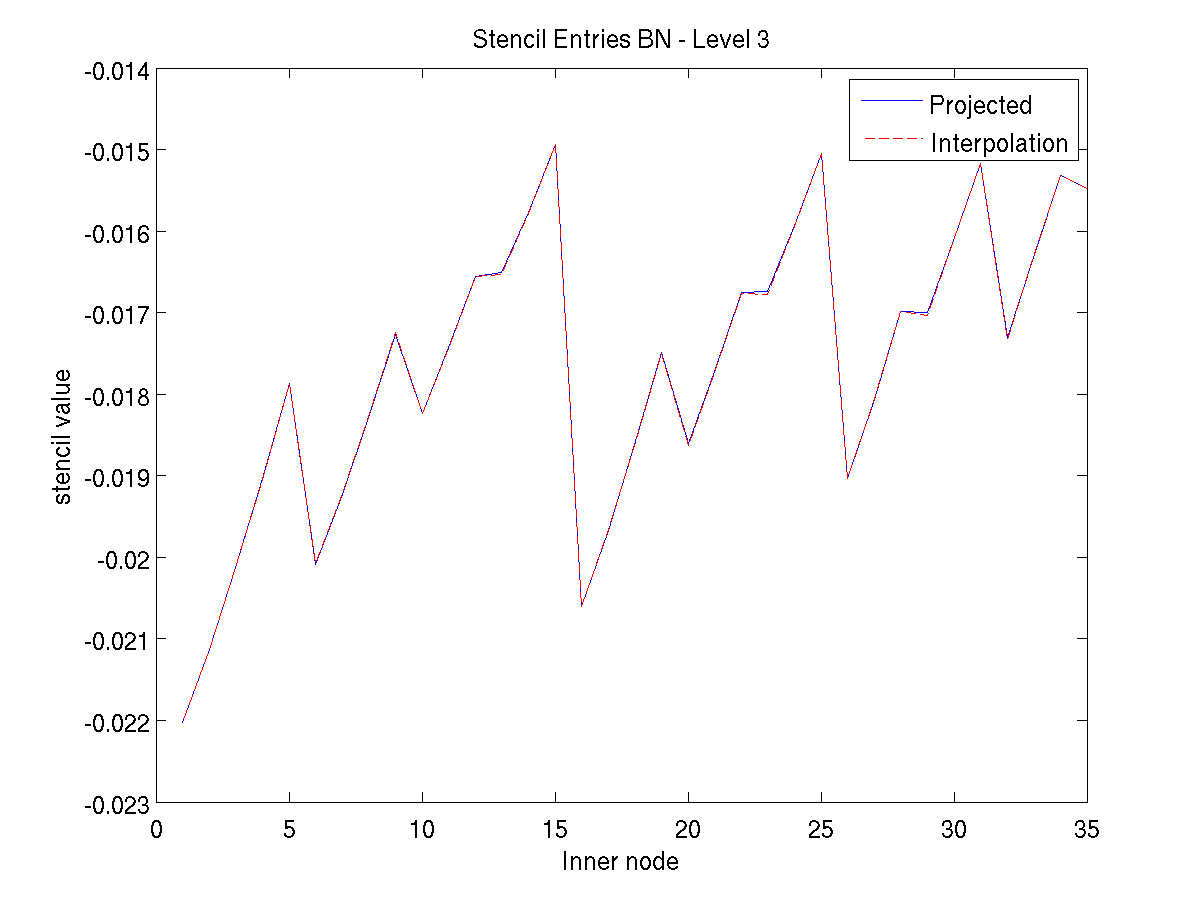 Stencil Entries BN - Level 3
-0.014
-0.015
-0.016
-0.017
-0.018
-0.019
-0.02
-0.021
-0.022
-0.023
stencil value
Projected
Interpolation
0 5 10 15 20 25 30 35
Inner node